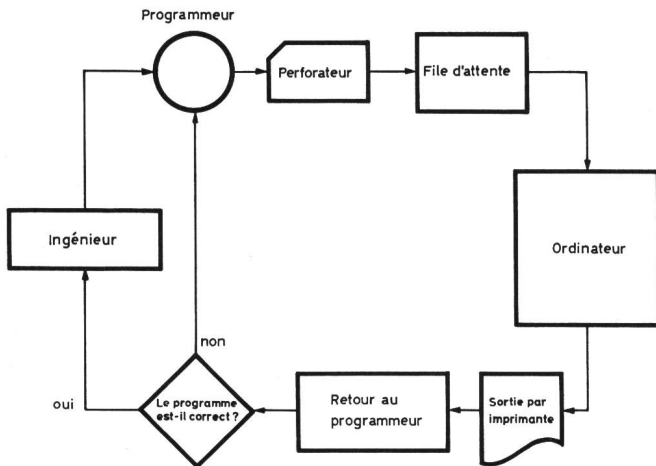 Programmeur
Perforateur
File d'attente
Ingénieur
Ordinateur
non
oui
Le programme
est-il correct ?
Retour au
programmeur
Sortie par
imprimante